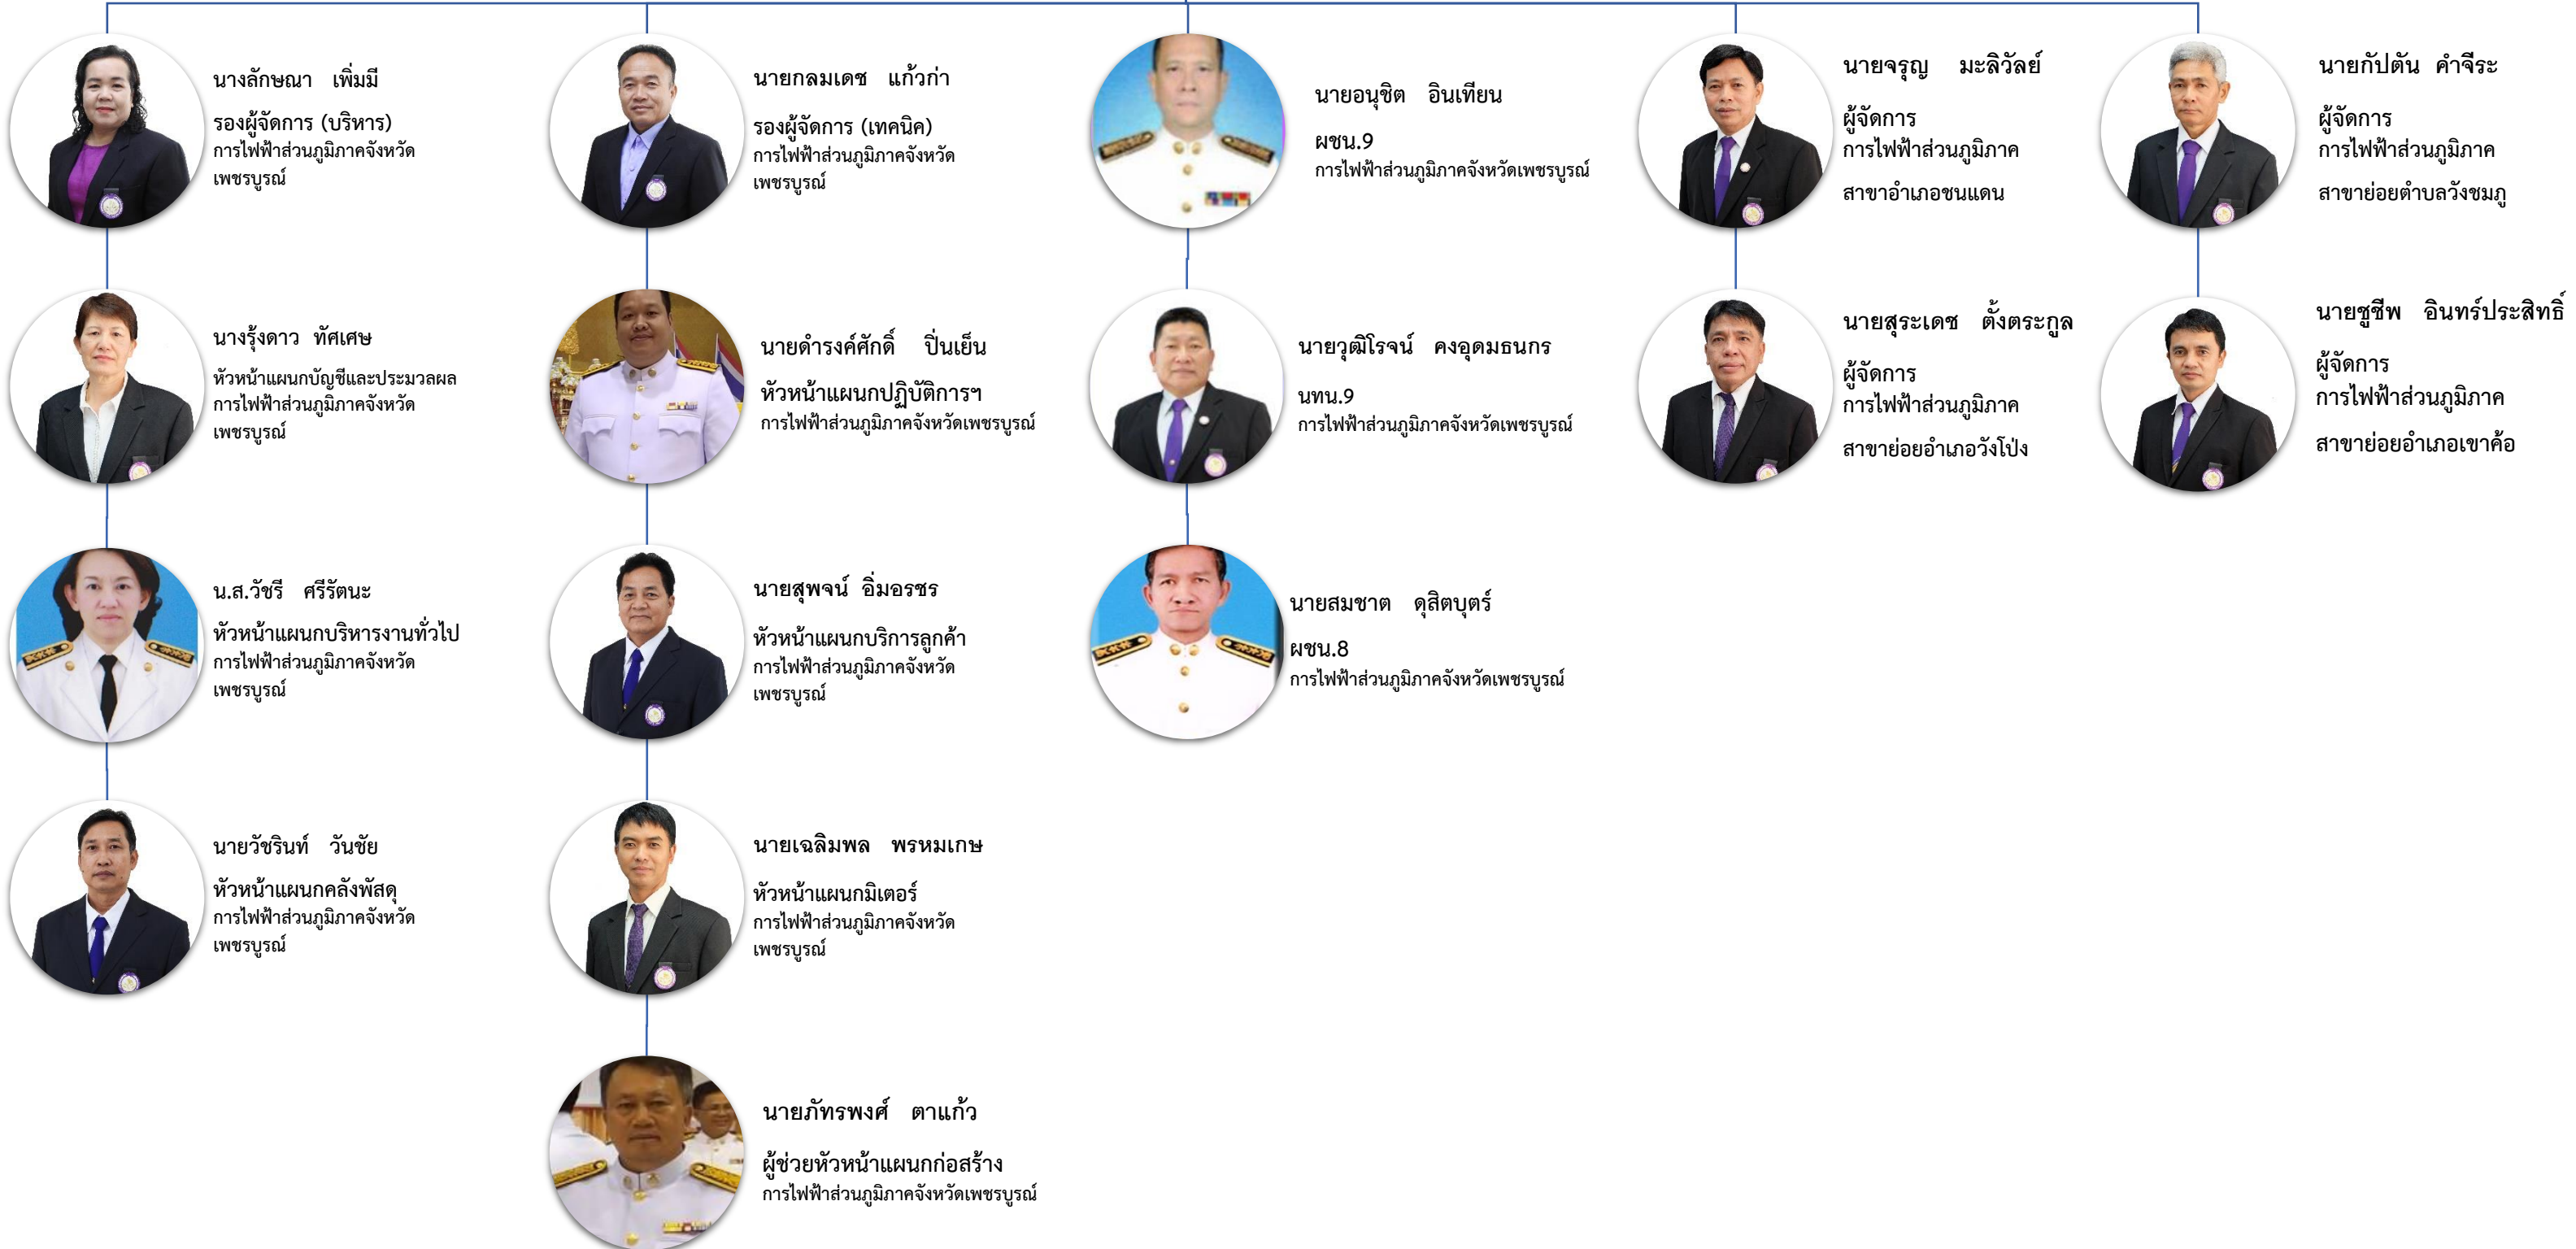 นางลักษณา เพิ่มมี
รองผู้จัดการ (บริหาร)
การไฟฟ้าส่วนภูมิภาคจังหวัด
เพชรบูรณ์
นายกลมเดช แก้วก่า
รองผู้จัดการ (เทคนิค)
การไฟฟ้าส่วนภูมิภาคจังหวัด
เพชรบูรณ์
นายอนุชิต อินเทียน
ผชน.9
การไฟฟ้าส่วนภูมิภาคจังหวัดเพชรบูรณ์
นายจรุญ มะลิวัลย์
ผู้จัดการ
การไฟฟ้าส่วนภูมิภาค
สาขาอำเภอชนแดน
นายกัปตัน คำจีระ
ผู้จัดการ
การไฟฟ้าส่วนภูมิภาค
สาขาย่อยตำบลวังชมภู
นางรุ้งดาว ทัศเศษ
หัวหน้าแผนกบัญชีและประมวลผล
การไฟฟ้าส่วนภูมิภาคจังหวัด
เพชรบูรณ์
นายดำรงค์ศักดิ์ ปิ่นเย็น
หัวหน้าแผนกปฏิบัติการฯ
การไฟฟ้าส่วนภูมิภาคจังหวัดเพชรบูรณ์
นายวุฒิโรจน์ คงอุดมธนกร
นทน.9
การไฟฟ้าส่วนภูมิภาคจังหวัดเพชรบูรณ์
นายสุระเดช ตั้งตระกูล
ผู้จัดการ
การไฟฟ้าส่วนภูมิภาค
สาขาย่อยอำเภอวังโป่ง
นายชูชีพ อินทร์ประสิทธิ์
ผู้จัดการ
การไฟฟ้าส่วนภูมิภาค
สาขาย่อยอำเภอเขาค้อ
น.ส.วัชรี ศรีรัตนะ
หัวหน้าแผนกบริหารงานทั่วไป
การไฟฟ้าส่วนภูมิภาคจังหวัด
เพชรบูรณ์
นายสุพจน์ อิ่มอรชร
หัวหน้าแผนกบริการลูกค้า
การไฟฟ้าส่วนภูมิภาคจังหวัด
เพชรบูรณ์
นายสมชาต ดุสิตบุตร์
ผชน.8
การไฟฟ้าส่วนภูมิภาคจังหวัดเพชรบูรณ์
นายวัชรินท์ วันชัย
หัวหน้าแผนกคลังพัสดุ
การไฟฟ้าส่วนภูมิภาคจังหวัด
เพชรบูรณ์
นายเฉลิมพล พรหมเกษ
หัวหน้าแผนกมิเตอร์
การไฟฟ้าส่วนภูมิภาคจังหวัด
เพชรบูรณ์
นายภัทรพงศ์ ตาแก้ว
ผู้ช่วยหัวหน้าแผนกก่อสร้าง
การไฟฟ้าส่วนภูมิภาคจังหวัดเพชรบูรณ์